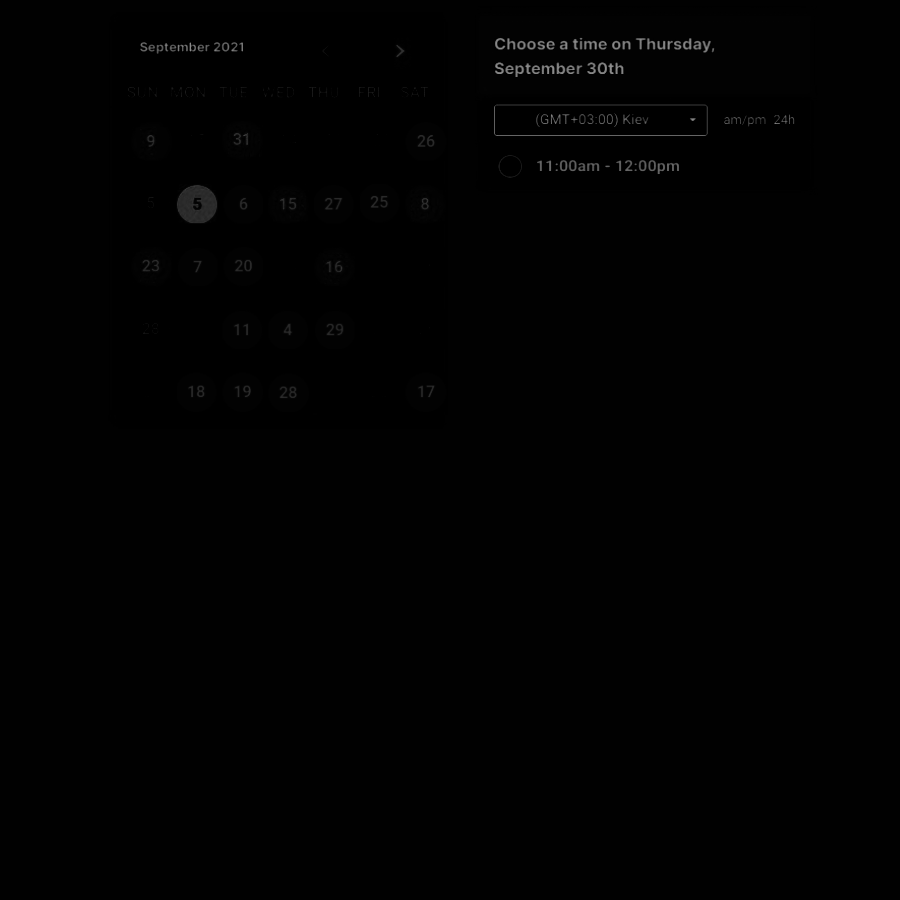 September 2021
SUN MON TUE WED THU FRI SAT
9 31 26
5 5 6 15 27 25 8
23 7 20 16
28 11 4 29
18 19 28 17
Choose a time on Thursday,
September 30th
(GMT+03:00) Kiev am/pm 24h
11:00am - 12:00pm